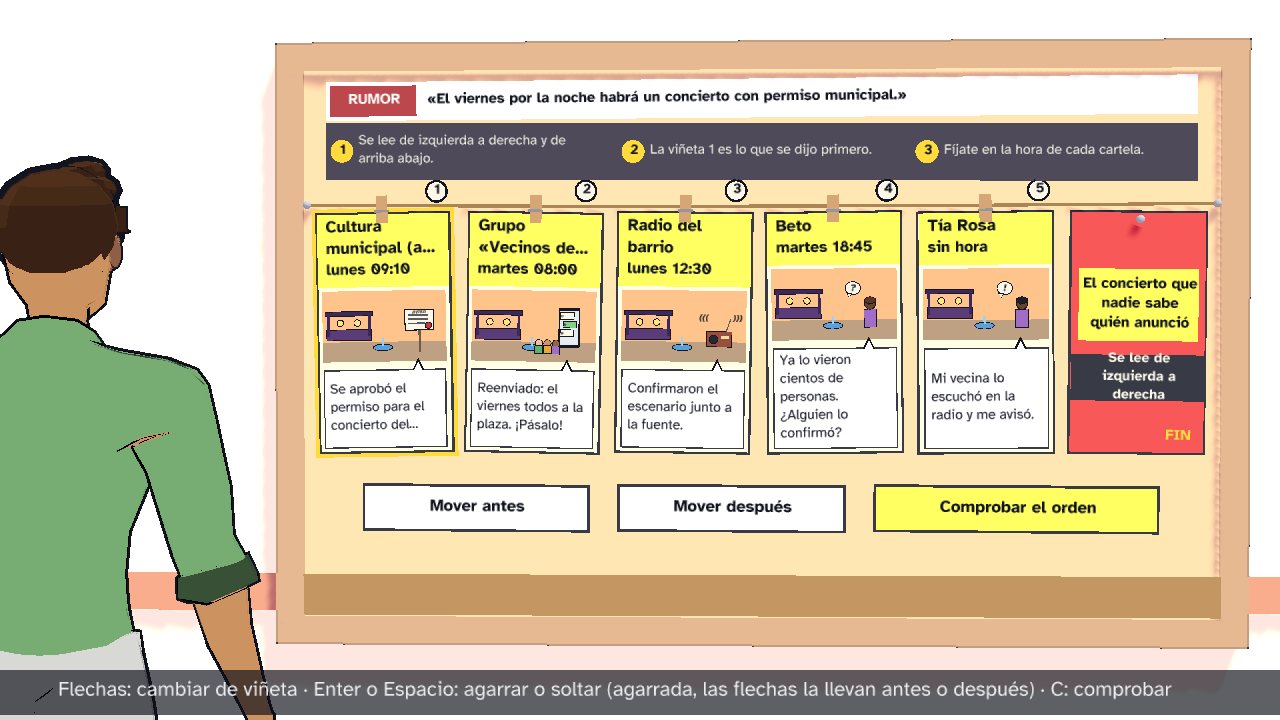 RUMOR
«El viernes por la noche habrá un concierto con permiso municipal.»
1
Se lee de izquierda a derecha y de
arriba abajo.
2
La viñeta 1 es lo que se dijo primero.
3
Fíjate en la hora de cada cartela.
1
2
3
4
5
Cultura
municipal (a...
lunes 09:10
Se aprobó el
permiso para el
concierto del...
Grupo
«Vecinos de...
martes 08:00
Reenviado: el
viernes todos a la
plaza. ¡Pásalo!
Radio del
barrio
lunes 12:30
Confirmaron el
escenario junto a
la fuente.
Beto
martes 18:45
?
Ya lo vieron
cientos de
personas.
¿Alguien lo
confirmó?
Tía Rosa
sin hora
!
Mi vecina lo
escuchó en la
radio y me avisó.
El concierto que
nadie sabe
quién anunció
Se lee de
izquierda a
derecha
FIN
Mover antes
Mover después
Comprobar el orden
Flechas: cambiar de viñeta · Enter o Espacio: agarrar o soltar (agarrada, las flechas la llevan antes o después) · C: comprobar